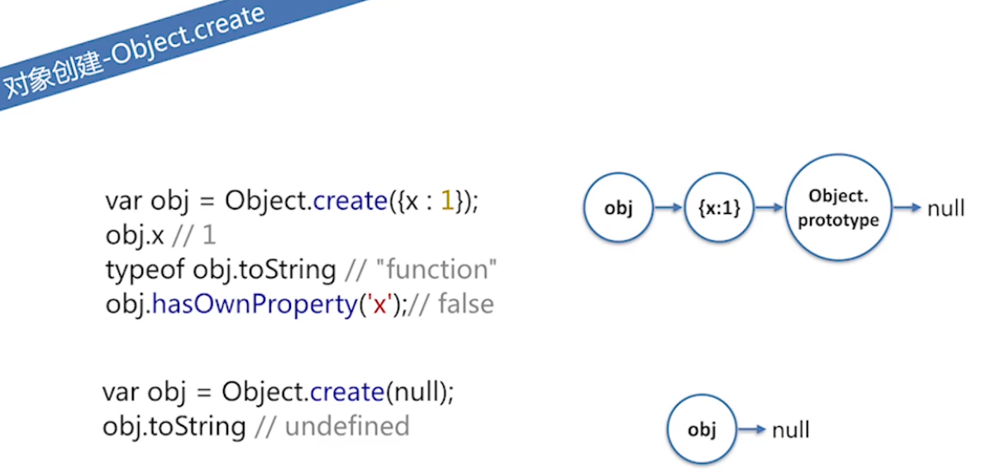 对象创建-Object.create
var obj = Object.create({x : 1});
obj.x // 1
typeof obj.toString // "function"
obj.hasOwnProperty('x');// false
obj
{x:1}
Object.
prototype
null
var obj = Object.create(null);
obj.toString // undefined
obj
null